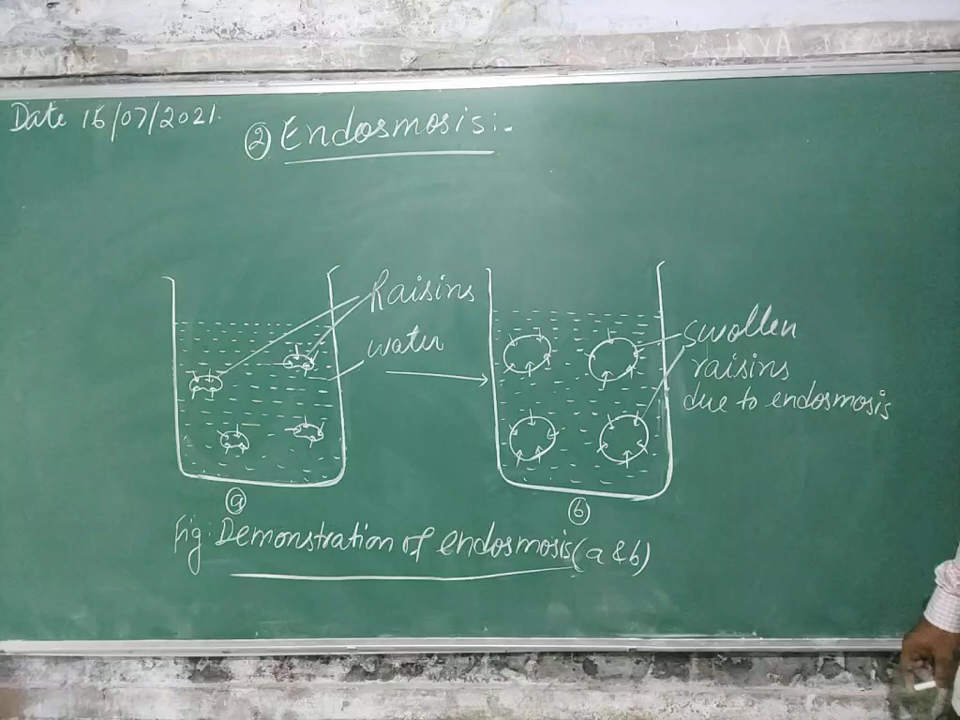 Date 16/07/2021.
② Endosmosis:-
Raisins
water
swollen
raisins
due to endosmosis
ⓐ
ⓑ
Fig: Demonstration of endosmosis (a & b)